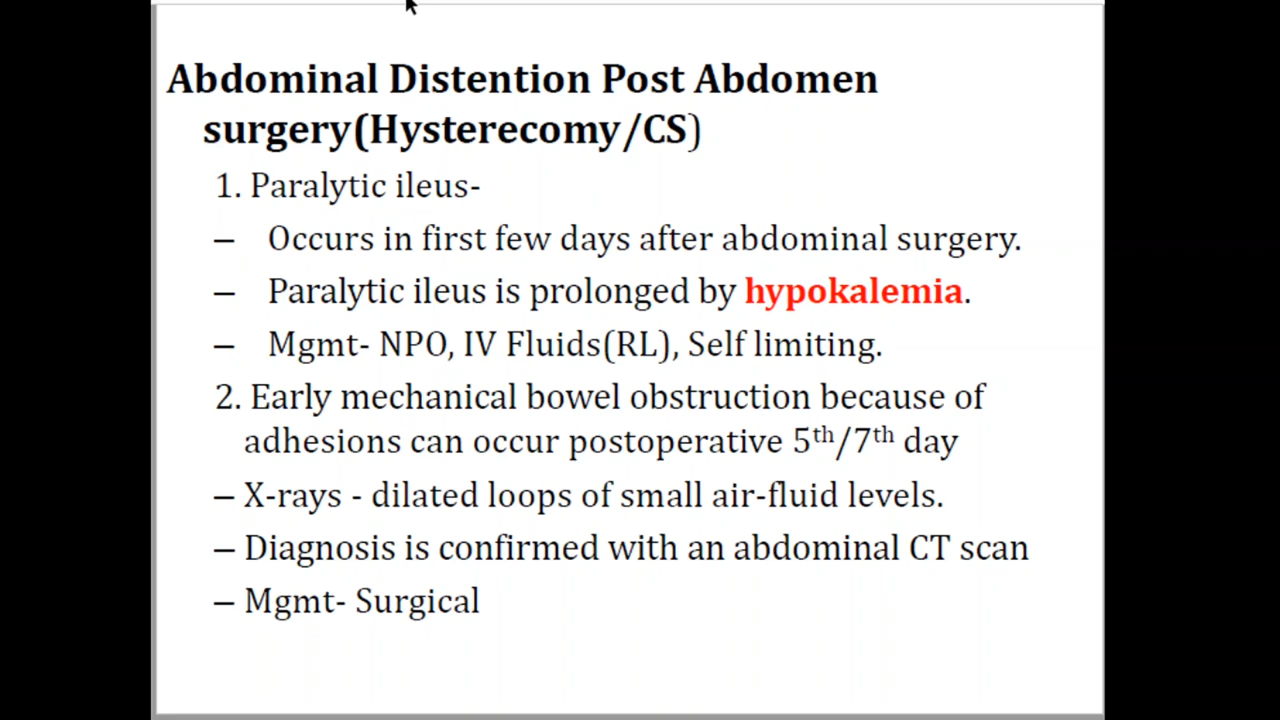 Abdominal Distention Post Abdomen
surgery(Hysterecomy/CS)
1. Paralytic ileus-
– Occurs in first few days after abdominal surgery.
– Paralytic ileus is prolonged by hypokalemia.
– Mgmt- NPO, IV Fluids(RL), Self limiting.
2. Early mechanical bowel obstruction because of
adhesions can occur postoperative 5th/7th day
– X-rays - dilated loops of small air-fluid levels.
– Diagnosis is confirmed with an abdominal CT scan
– Mgmt- Surgical